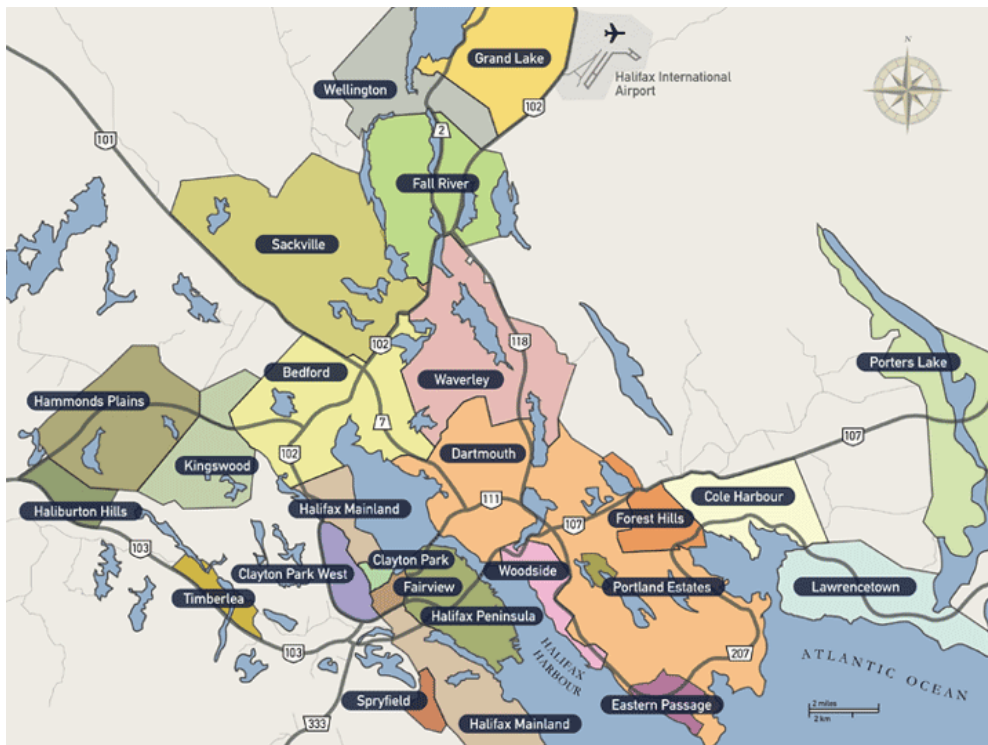 N
Grand Lake
Halifax International
Airport
Wellington
102
101
2
Fall River
Sackville
118
102
Bedford
Waverley
Porters Lake
Hammonds Plains
7
107
102
Dartmouth
Kingswood
111
Cole Harbour
Haliburton Hills
Halifax Mainland
Forest Hills
107
103
Clayton Park
Clayton Park West
Woodside
Fairview
Portland Estates
Lawrencetown
Timberlea
Halifax Peninsula
HALIFAX
HARBOUR
103
207
ATLANTIC OCEAN
Spryfield
Eastern Passage
2 miles
2 km
333
Halifax Mainland